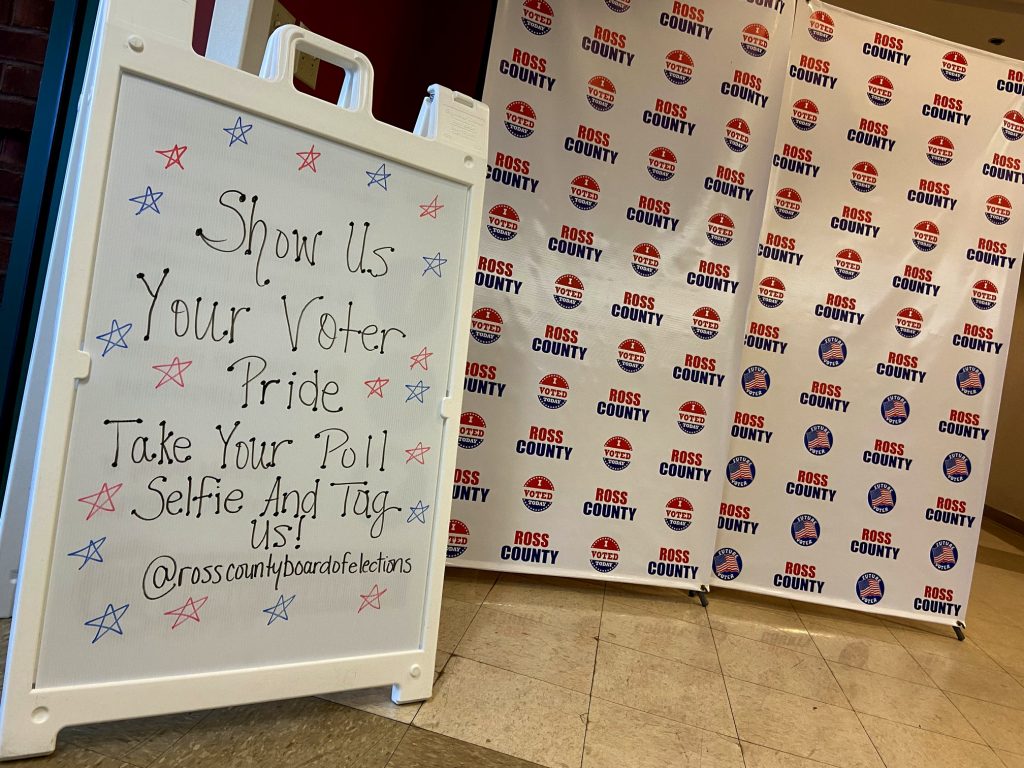 Show Us
Your Voter
Pride
Take Your Poll
Selfie And Tag
Us!
@rosscountyboardofelections
ROSS
COUNTY
I
VOTED
TODAY
FUTURE
VOTER